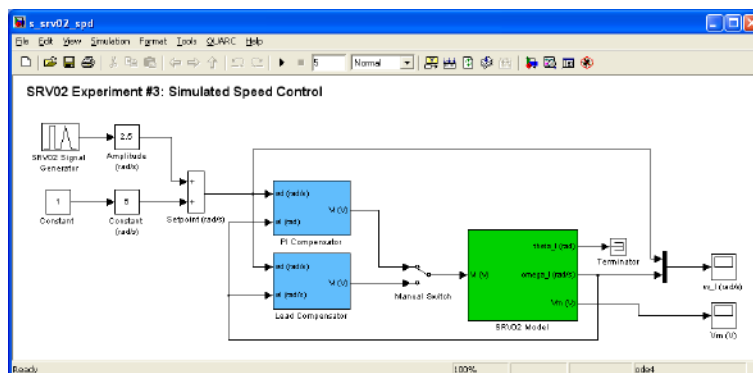 s_srv02_spd
File Edit View Simulation Format Tools QUARC Help
5 Normal
SRV02 Experiment #3: Simulated Speed Control
SRV02 Signal Generator
2.5
Amplitude (rad/s)
1
Constant
5
Constant (rad/s)
+
+
Setpoint (rad/s)
wd (rad/s)
wl (rad)
Vl (V)
PI Compensator
wd (rad/s)
wl (rad/s)
Vl (V)
Lead Compensator
Manual Switch
Vl (V)
theta_l (rad)
omega_l (rad/s)
Vm (V)
SRV02 Model
Terminator
w_l (rad/s)
Vm (V)
Ready 100% ode4